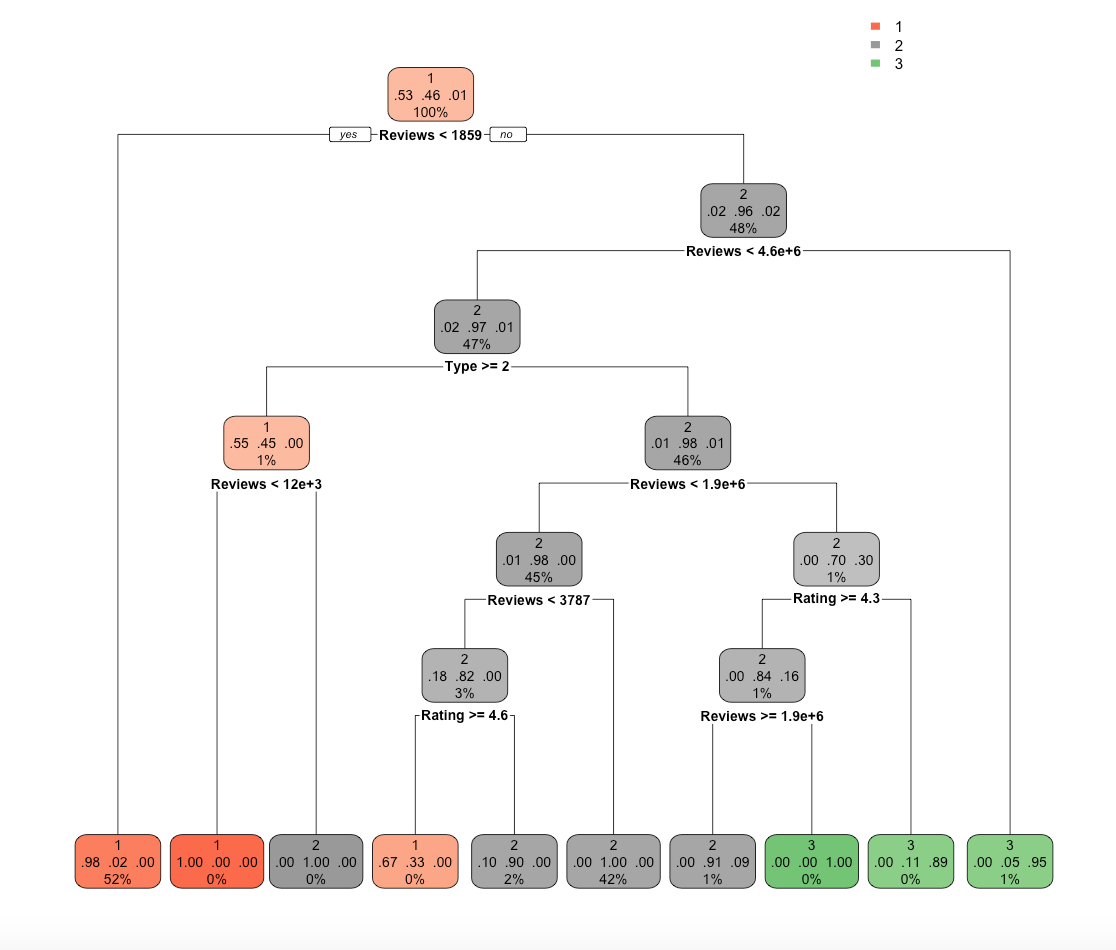 1
2
3
1
.53 .46 .01
100%
yes Reviews < 1859 no
2
.02 .96 .02
48%
Reviews < 4.6e+6
2
.02 .97 .01
47%
Type >= 2
1
.55 .45 .00
1%
2
.01 .98 .01
46%
Reviews < 12e+3
Reviews < 1.9e+6
2
.01 .98 .00
45%
2
.00 .70 .30
1%
Reviews < 3787
Rating >= 4.3
2
.18 .82 .00
3%
2
.00 .84 .16
1%
Rating >= 4.6
Reviews >= 1.9e+6
1
.98 .02 .00
52%
1
1.00 .00 .00
0%
2
.00 1.00 .00
0%
1
.67 .33 .00
0%
2
.10 .90 .00
2%
2
.00 1.00 .00
42%
2
.00 .91 .09
1%
3
.00 .00 1.00
0%
3
.00 .11 .89
0%
3
.00 .05 .95
1%